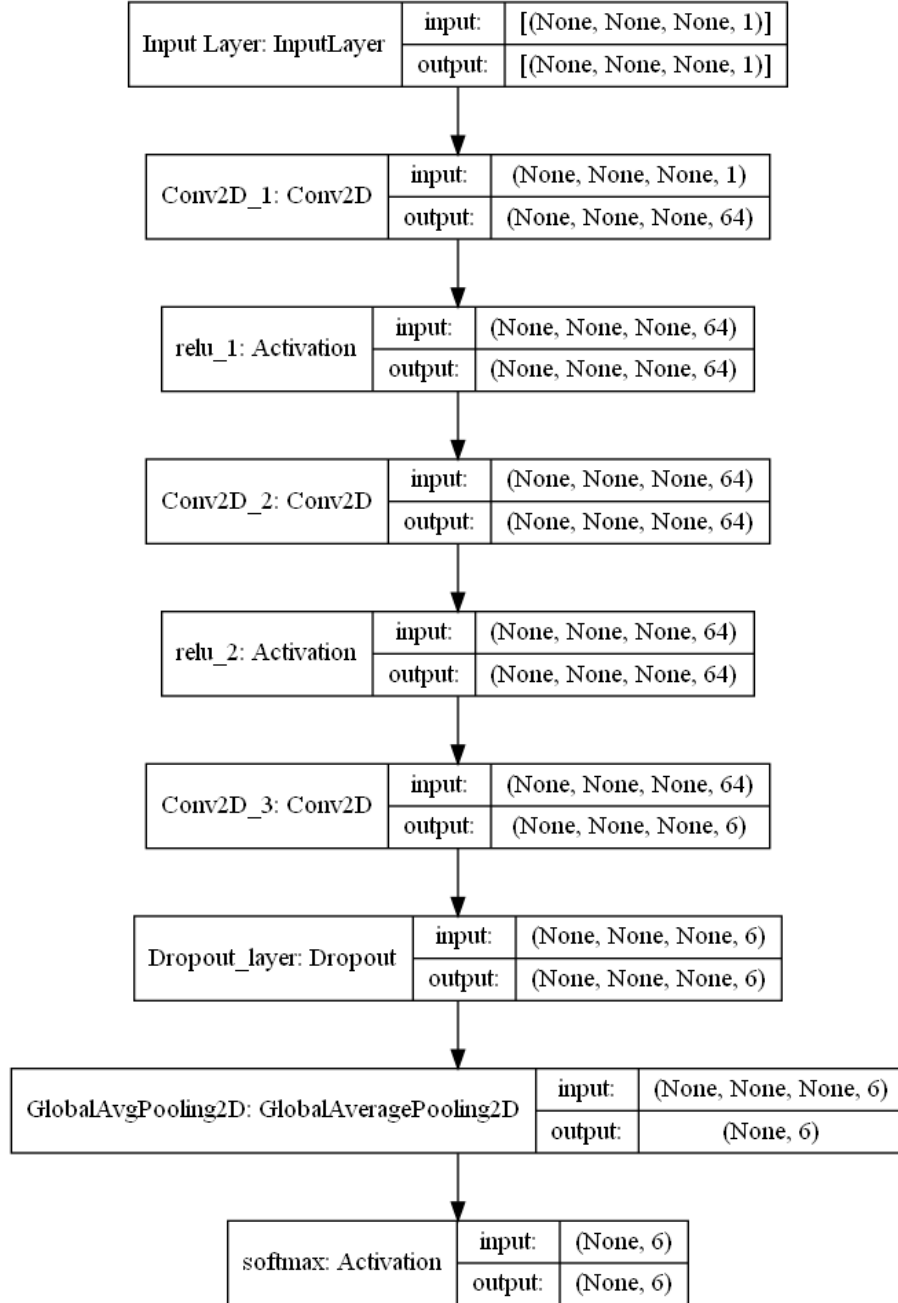 Input Layer: InputLayer
input: [(None, None, None, 1)]
output: [(None, None, None, 1)]
Conv2D_1: Conv2D
input: (None, None, None, 1)
output: (None, None, None, 64)
relu_1: Activation
input: (None, None, None, 64)
output: (None, None, None, 64)
Conv2D_2: Conv2D
input: (None, None, None, 64)
output: (None, None, None, 64)
relu_2: Activation
input: (None, None, None, 64)
output: (None, None, None, 64)
Conv2D_3: Conv2D
input: (None, None, None, 64)
output: (None, None, None, 6)
Dropout_layer: Dropout
input: (None, None, None, 6)
output: (None, None, None, 6)
GlobalAvgPooling2D: GlobalAveragePooling2D
input: (None, None, None, 6)
output: (None, 6)
softmax: Activation
input: (None, 6)
output: (None, 6)